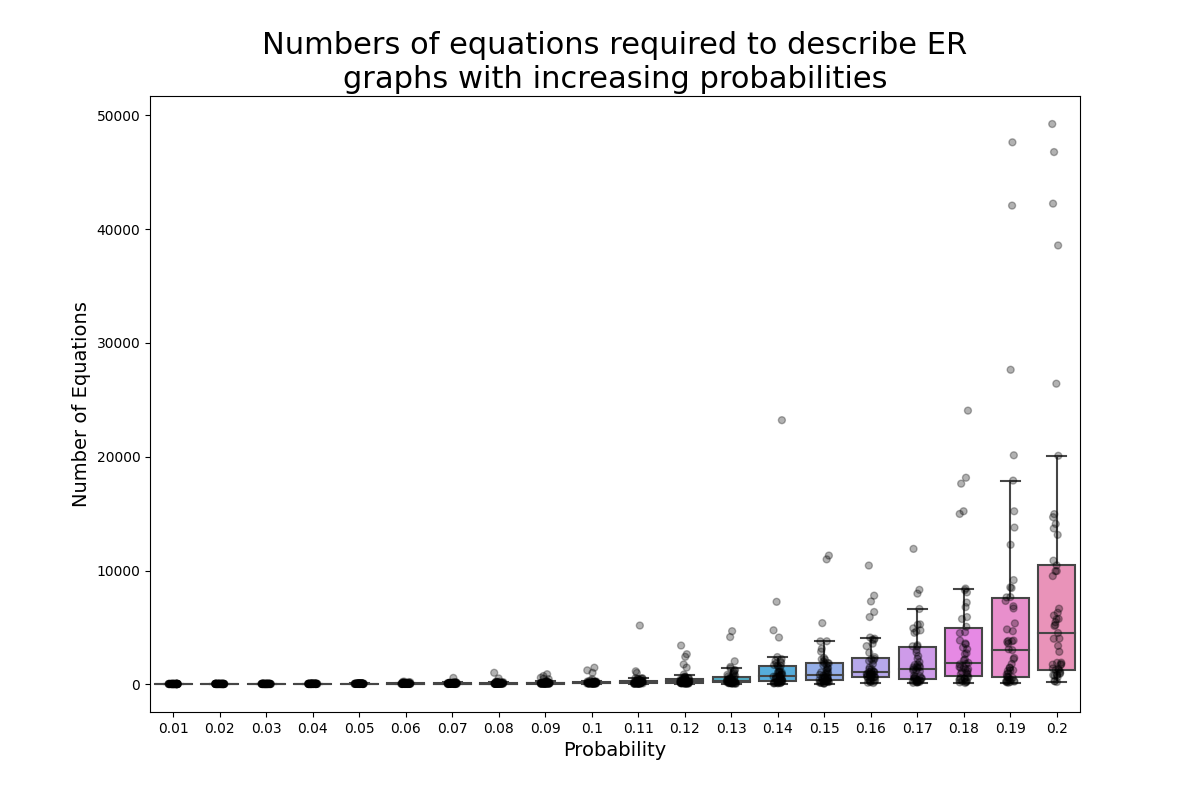 Numbers of equations required to describe ER
graphs with increasing probabilities
50000
40000
30000
20000
10000
0
Number of Equations
0.01 0.02 0.03 0.04 0.05 0.06 0.07 0.08 0.09 0.1 0.11 0.12 0.13 0.14 0.15 0.16 0.17 0.18 0.19 0.2
Probability